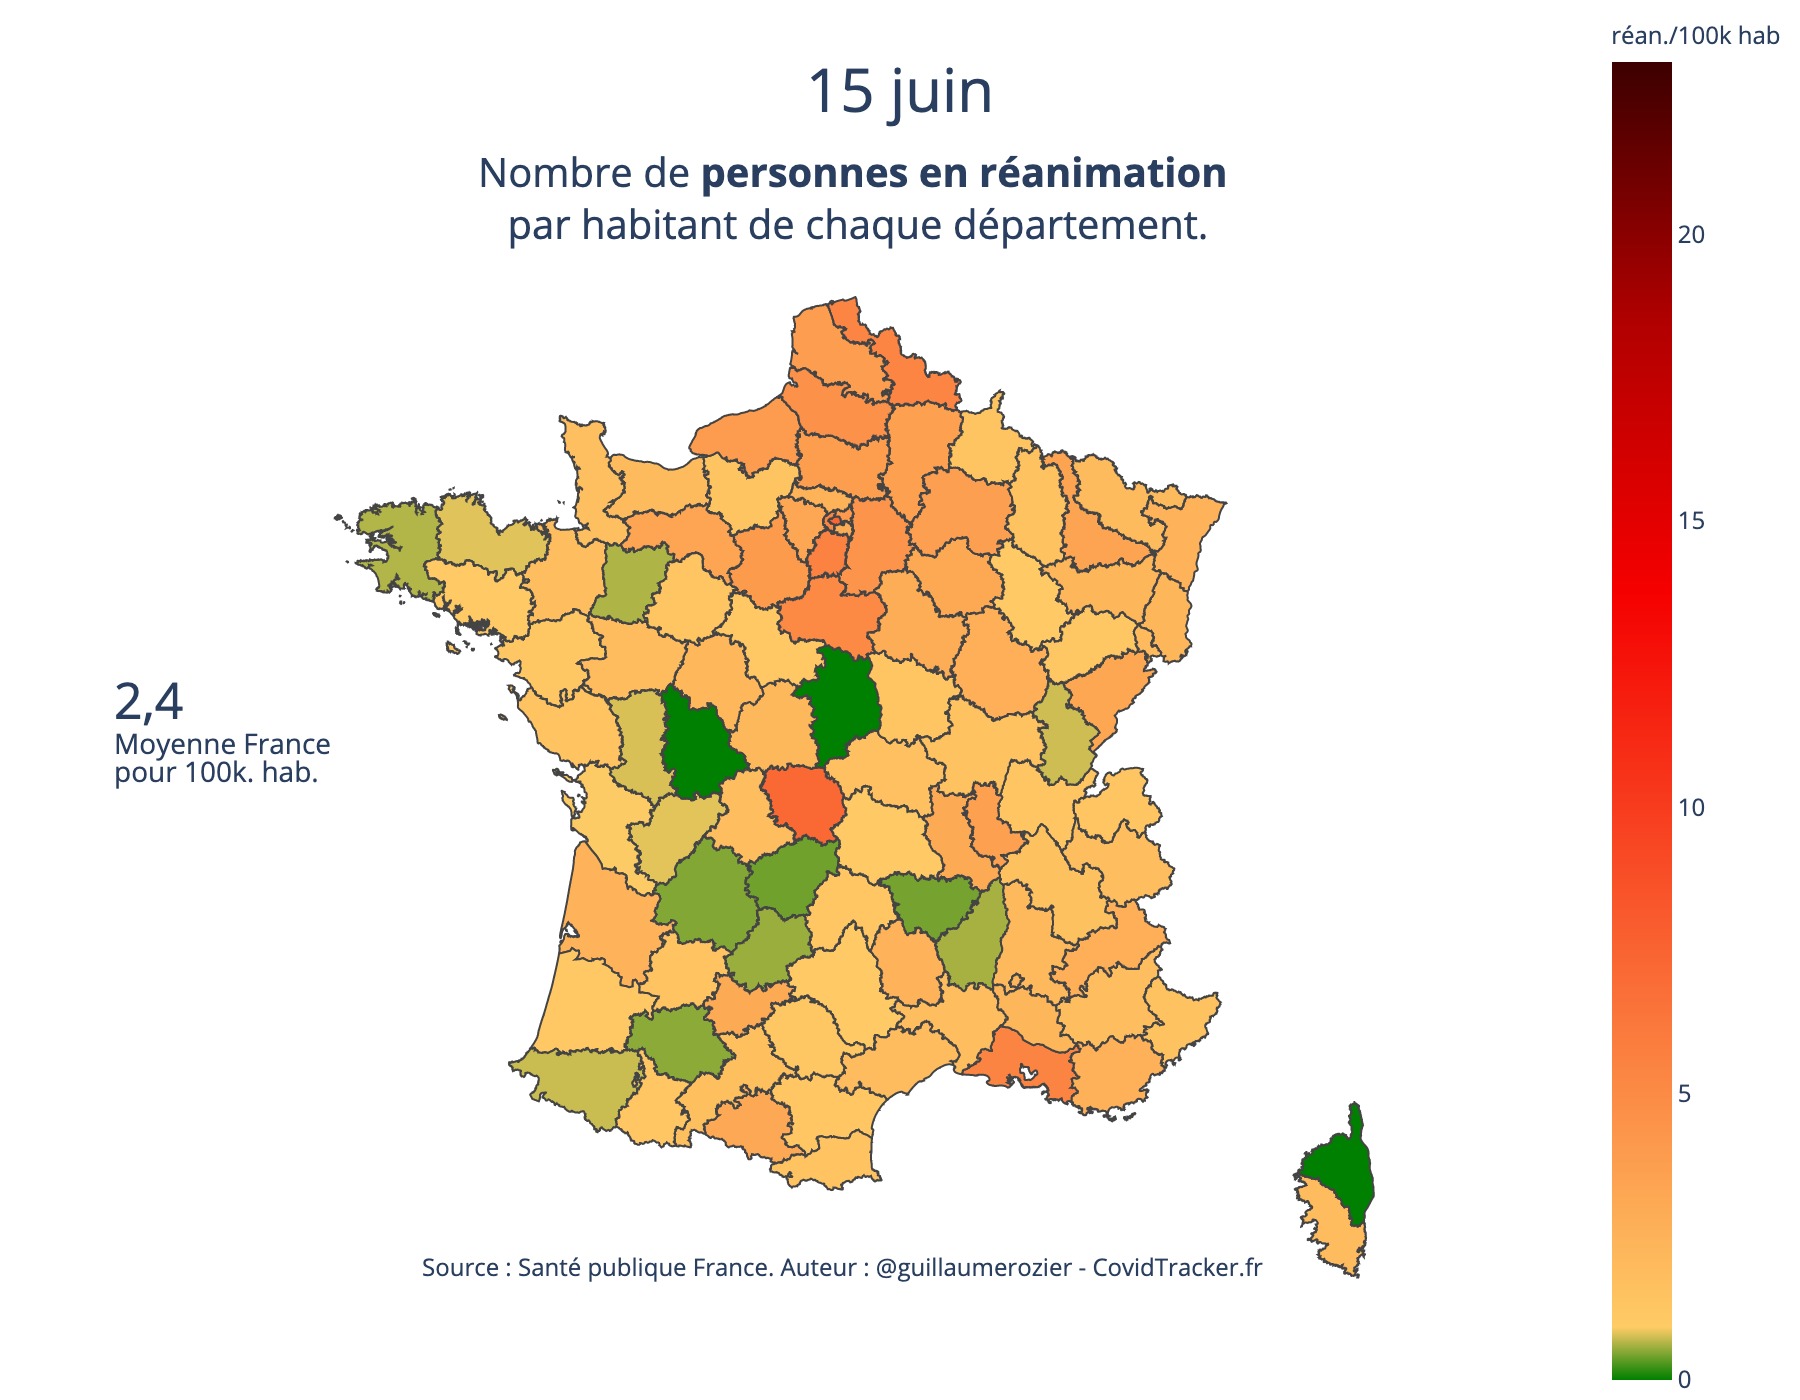 réan./100k hab
15 juin
Nombre de personnes en réanimation
par habitant de chaque département.
20
15
2,4
Moyenne France
pour 100k. hab.
10
5
Source : Santé publique France. Auteur : @guillaumerozier - CovidTracker.fr
0